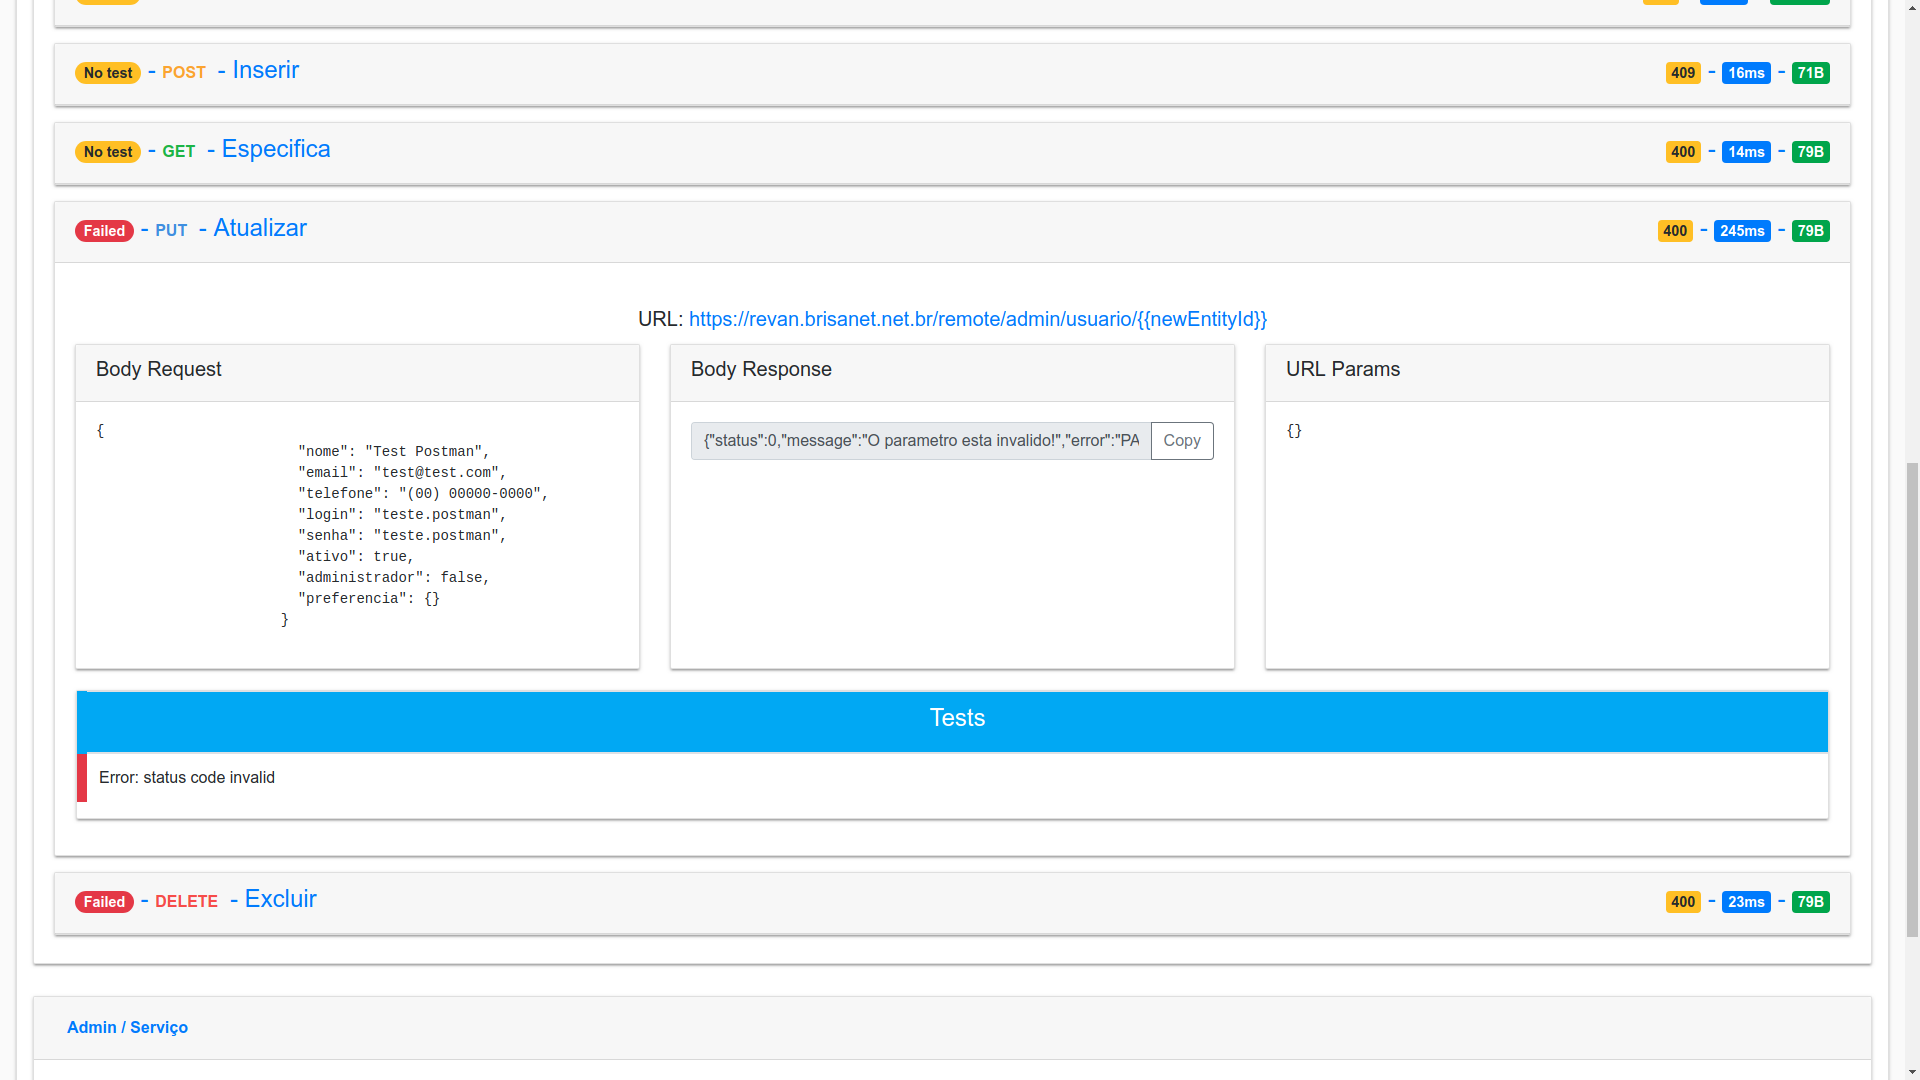 No test - POST - Inserir 409 - 16ms - 71B
No test - GET - Especifica 400 - 14ms - 79B
Failed - PUT - Atualizar 400 - 245ms - 79B
URL: https://revan.brisanet.net.br/remote/admin/usuario/{{newEntityId}}
Body Request
{
"nome": "Test Postman",
"email": "test@test.com",
"telefone": "(00) 00000-0000",
"login": "teste.postman",
"senha": "teste.postman",
"ativo": true,
"administrador": false,
"preferencia": {}
}
Body Response
{"status":0,"message":"O parametro esta invalido!","error":"PA
Copy
URL Params
{}
Tests
Error: status code invalid
Failed - DELETE - Excluir 400 - 23ms - 79B
Admin / Serviço